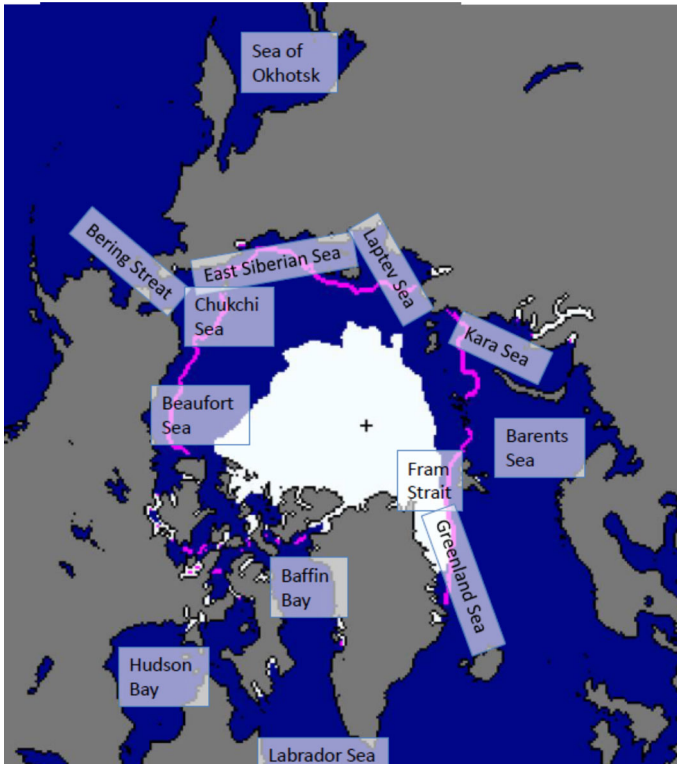 Sea of
Okhotsk
Bering Streat
East Siberian Sea
Laptev Sea
Chukchi
Sea
Kara Sea
Beaufort
Sea
Barents
Sea
Fram
Strait
Greenland Sea
Baffin
Bay
Hudson
Bay
Labrador Sea